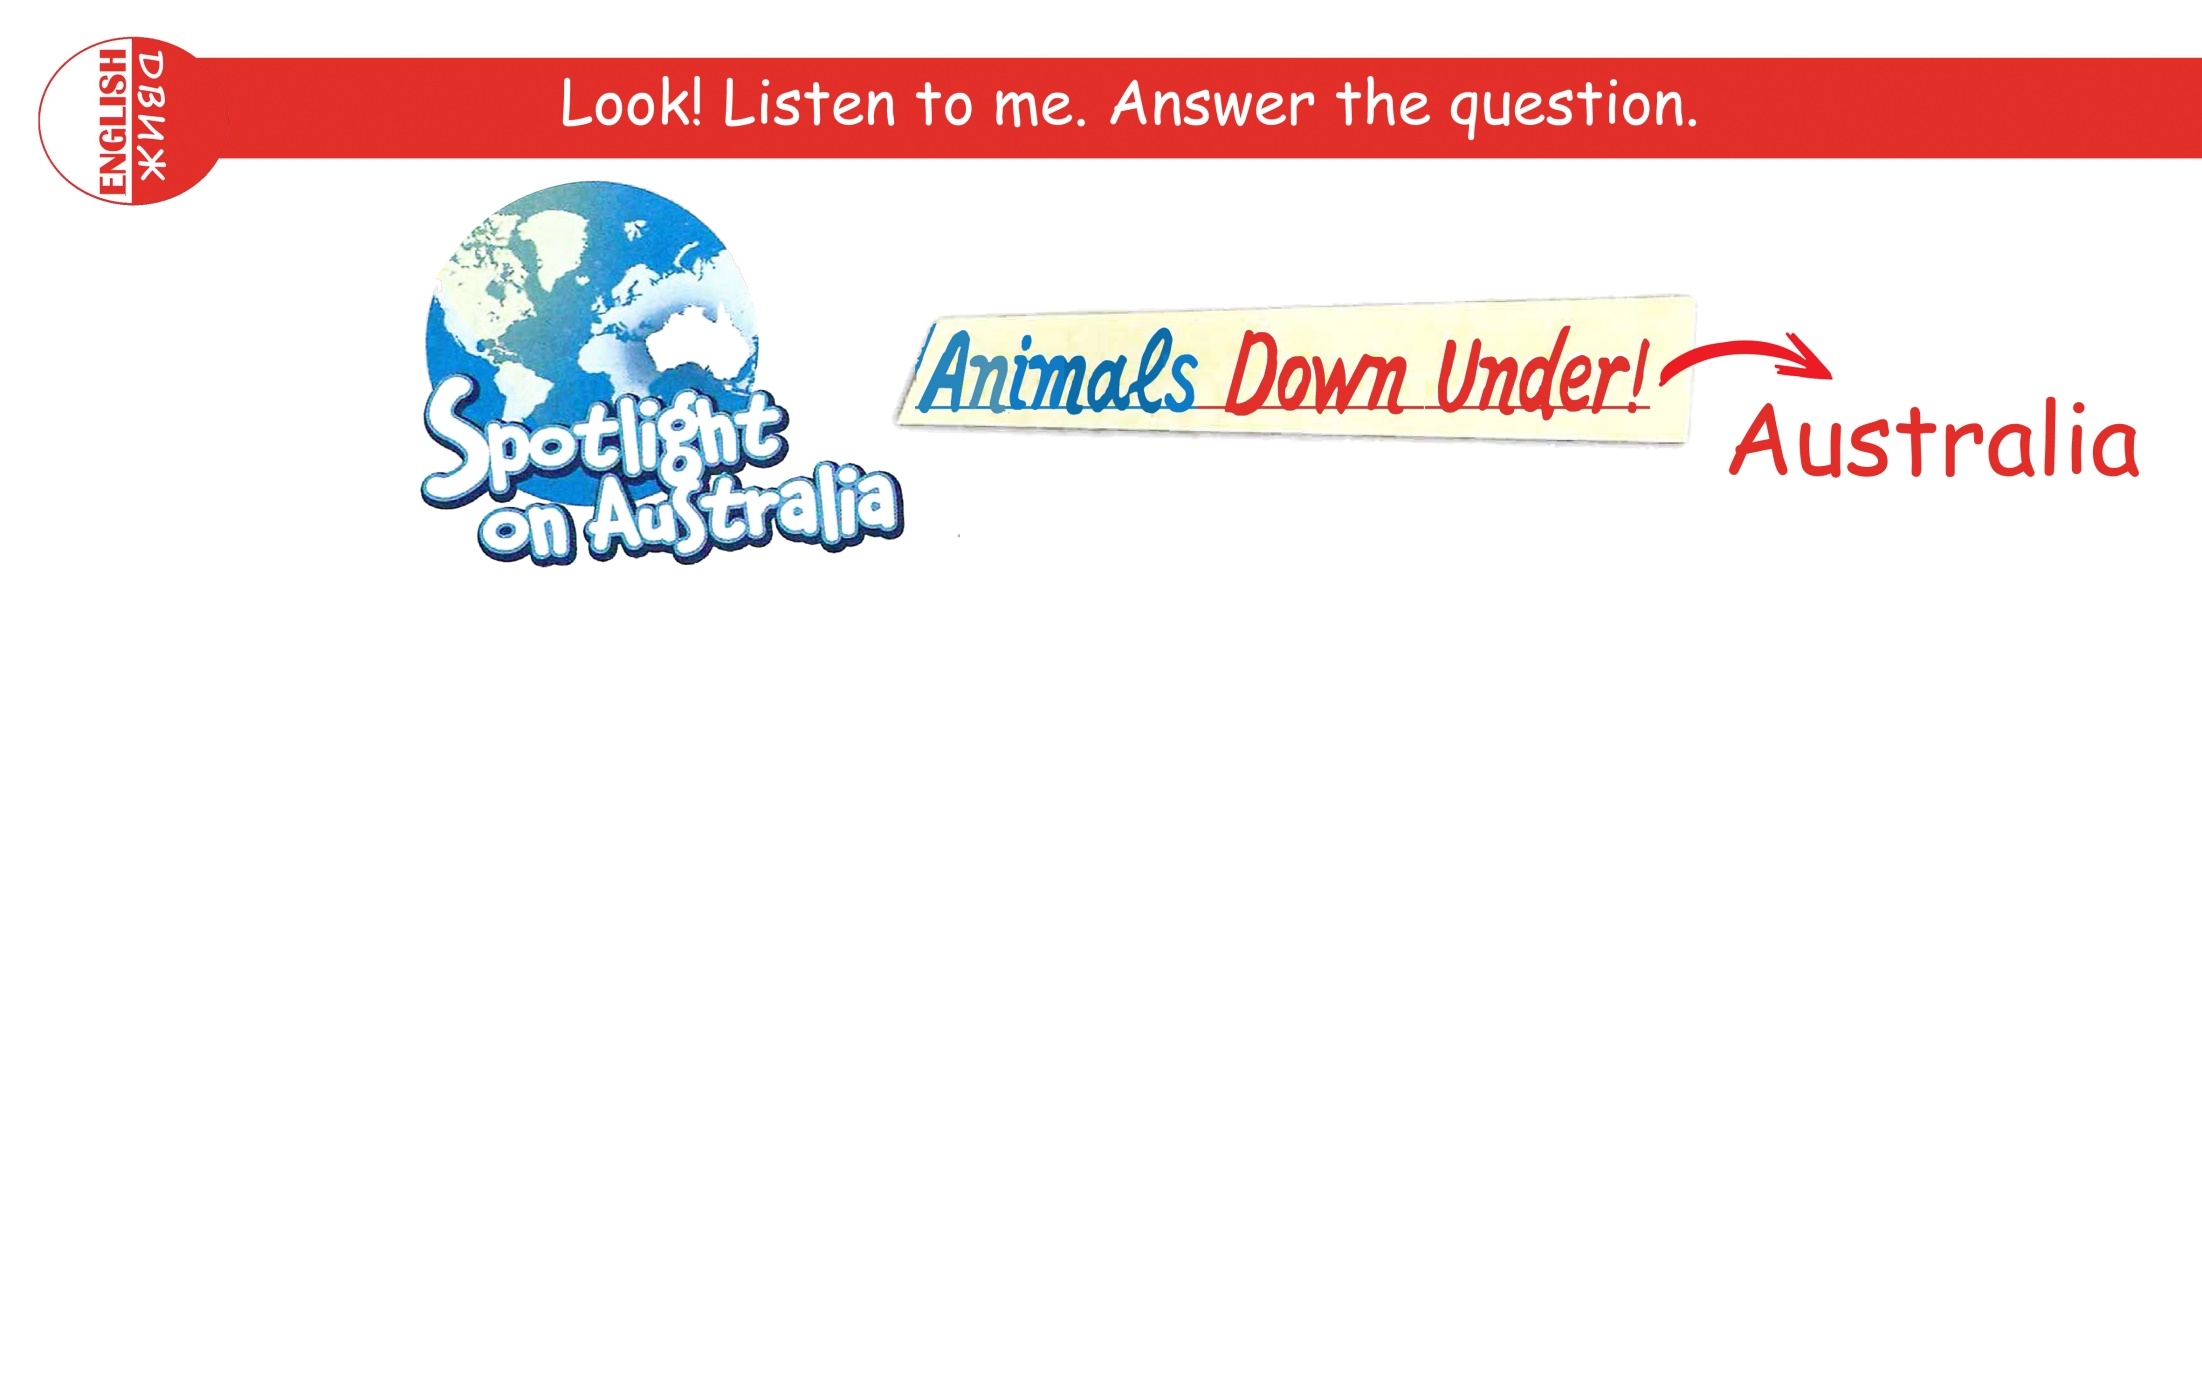 ENGLISH
ДВИЖ
Look! Listen to me. Answer the question.
Spotlight
on Australia
Animals Down Under!
Australia